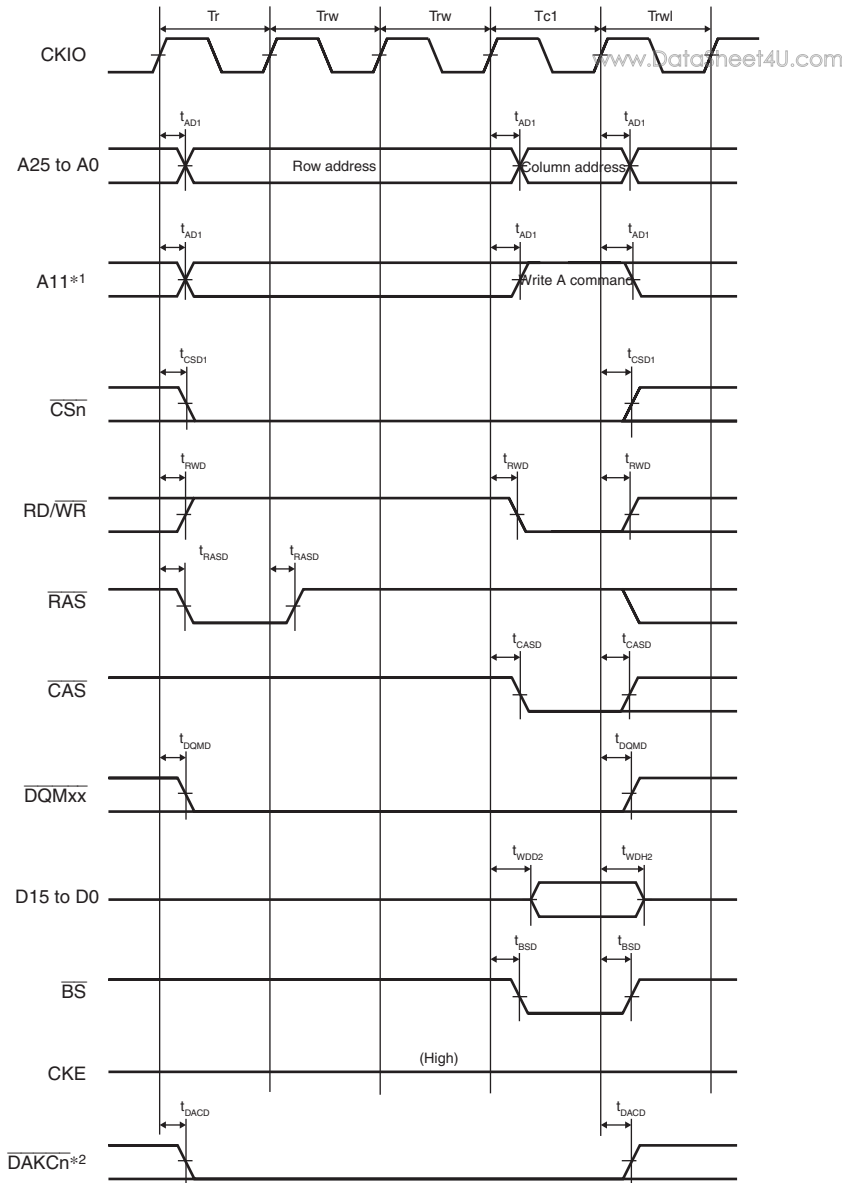 Tr Trw Trw Tc1 Trwl
CKIO
www.DataSheet4U.com
tAD1 tAD1 tAD1
A25 to A0 Row address Column address
tAD1 tAD1 tAD1
A11*1 Write A command
tCSD1 tCSD1
CSn
tRWD tRWD tRWD
RD/WR
tRASD tRASD
RAS
tCASD tCASD
CAS
tDQMD tDQMD
DQMxx
tWDD2 tWDH2
D15 to D0
tBSD tBSD
BS
(High)
CKE
tDACD tDACD
DAKCn*2